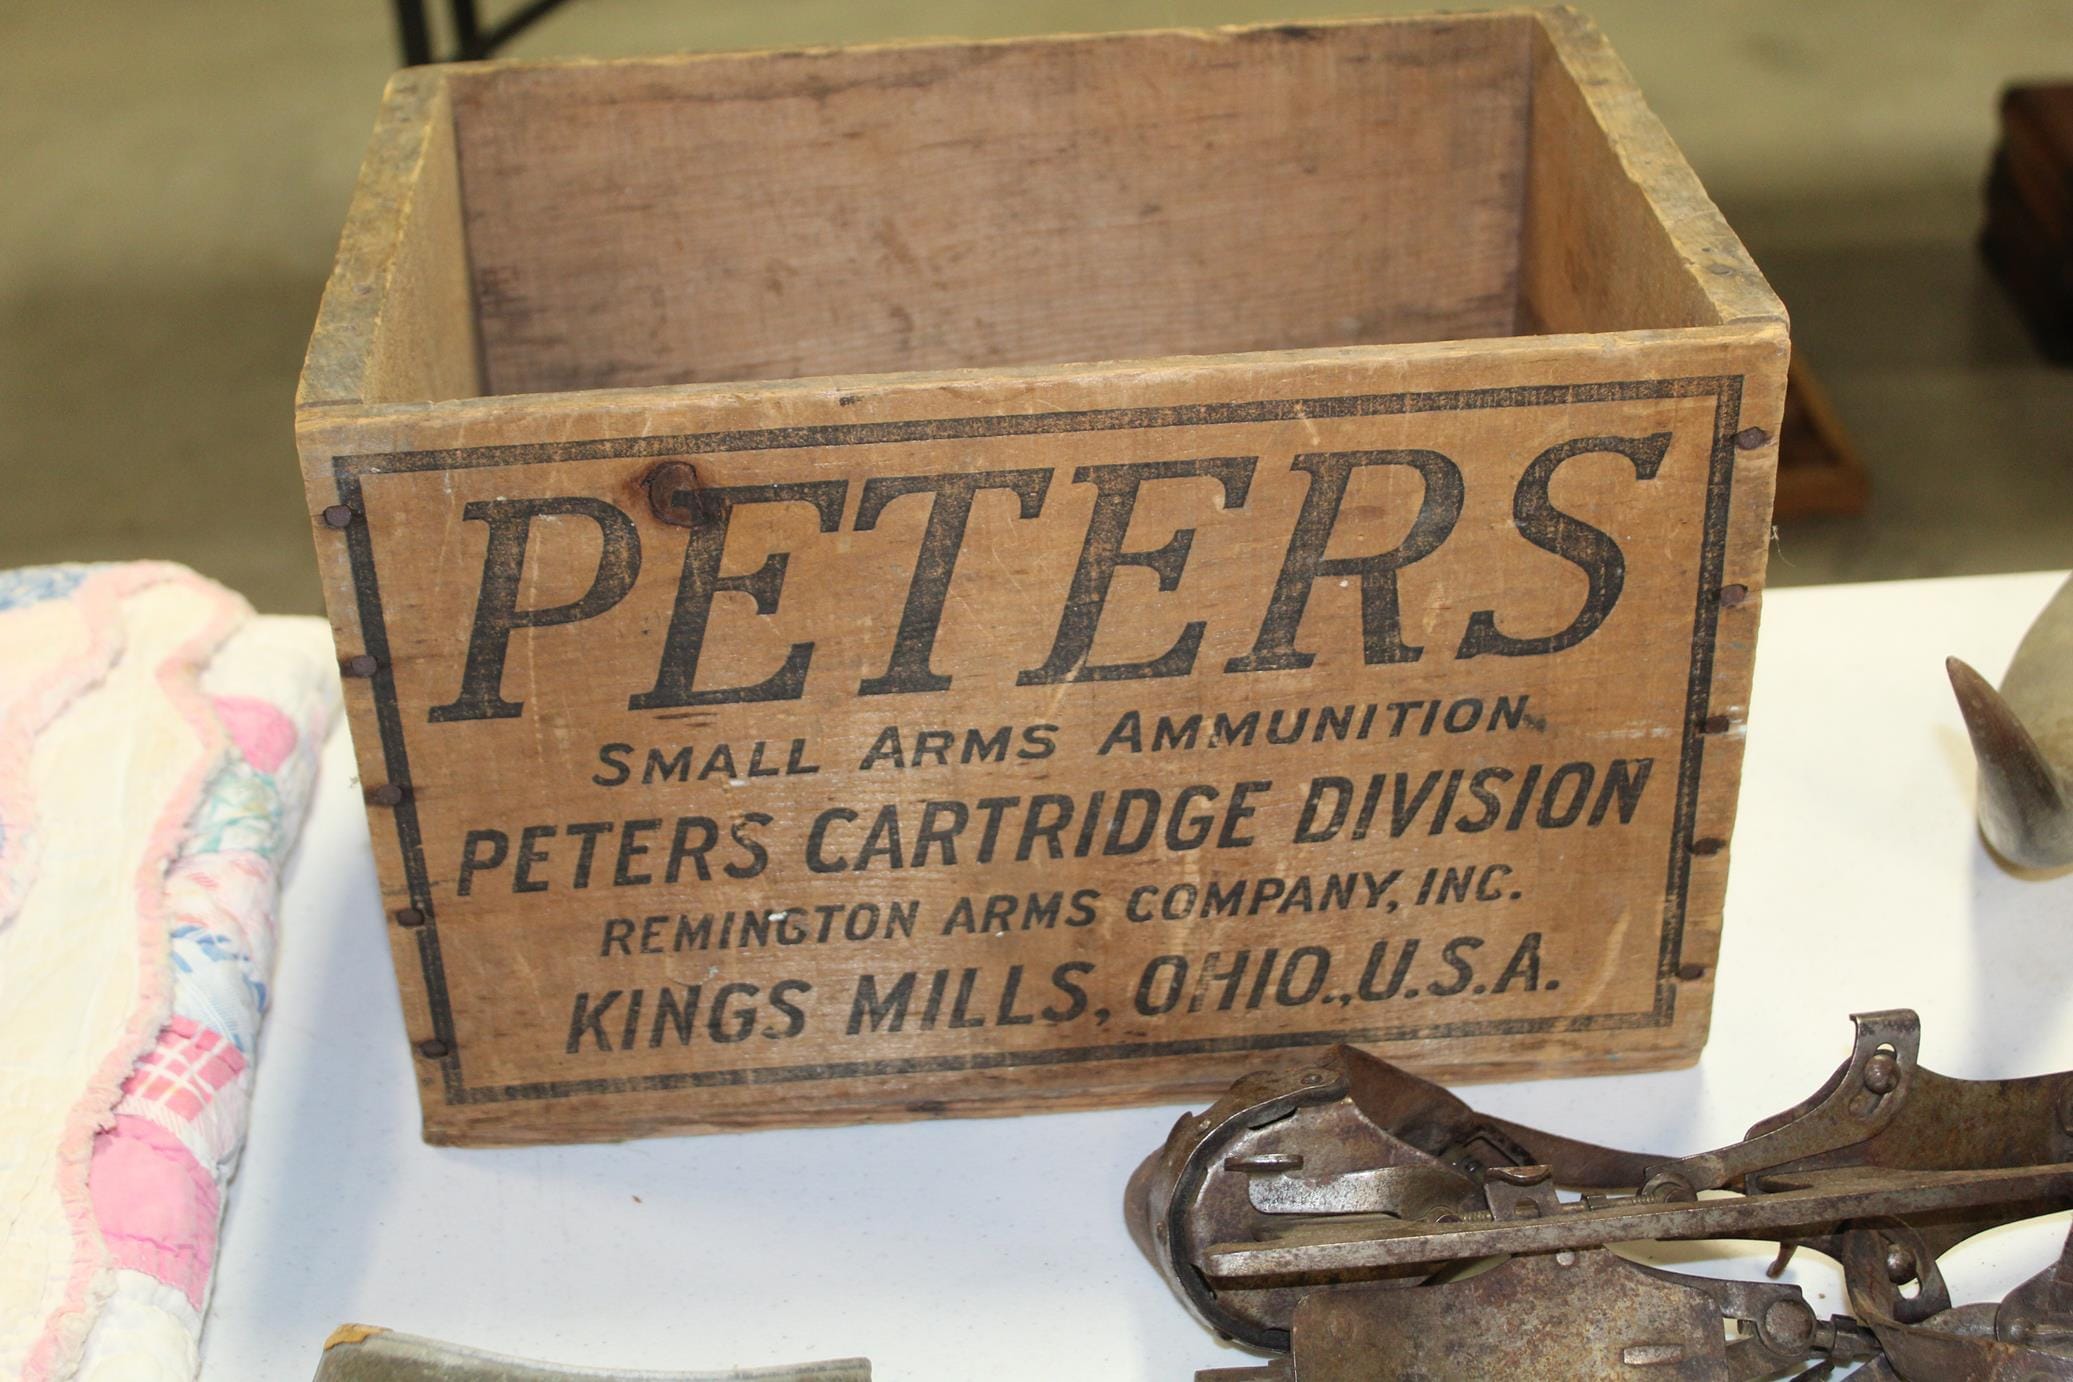 PETERS
SMALL ARMS AMMUNITION
PETERS CARTRIDGE DIVISION
REMINGTON ARMS COMPANY, INC.
KINGS MILLS, OHIO., U.S.A.